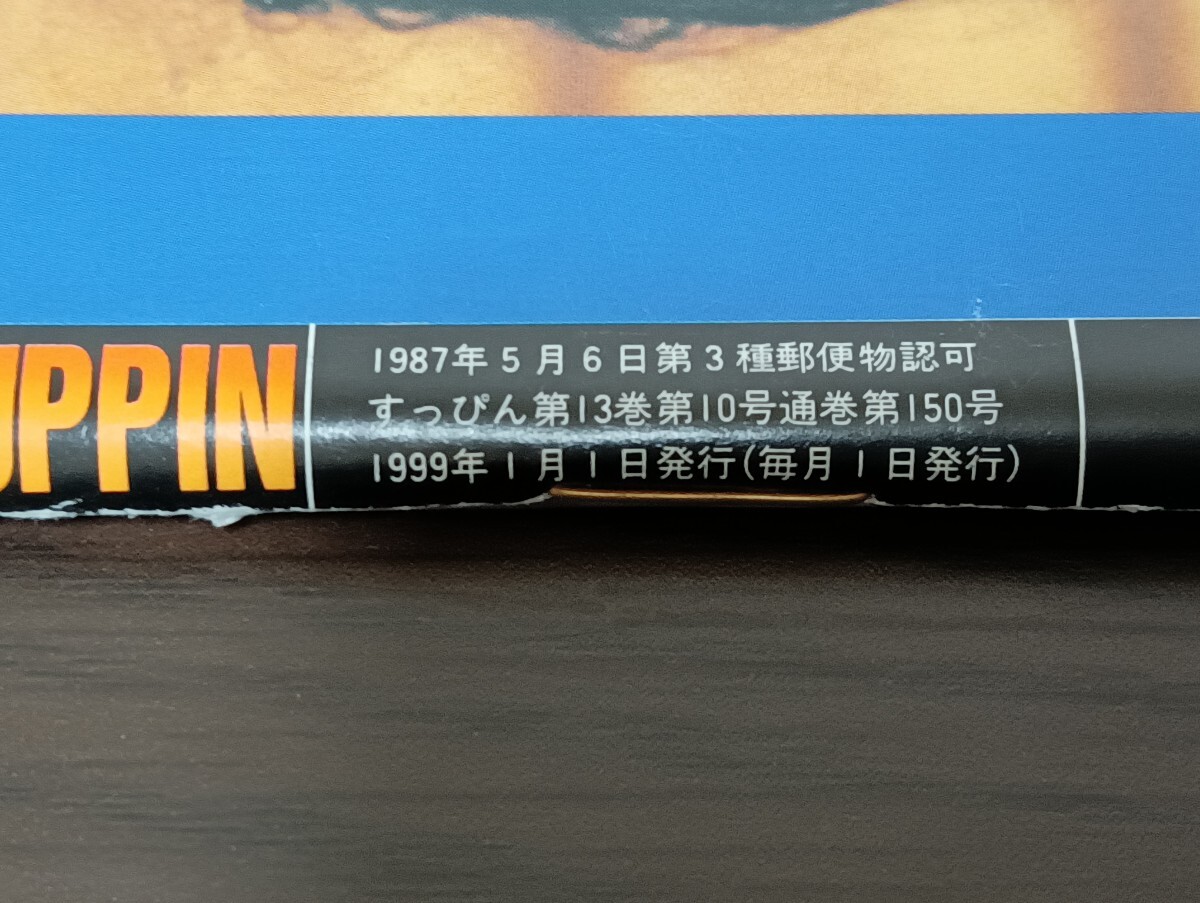 UPPIN
1987年5月6日第3種郵便物認可
すっぴん第13巻第10号通巻第150号
1999年1月1日発行(毎月1日発行)